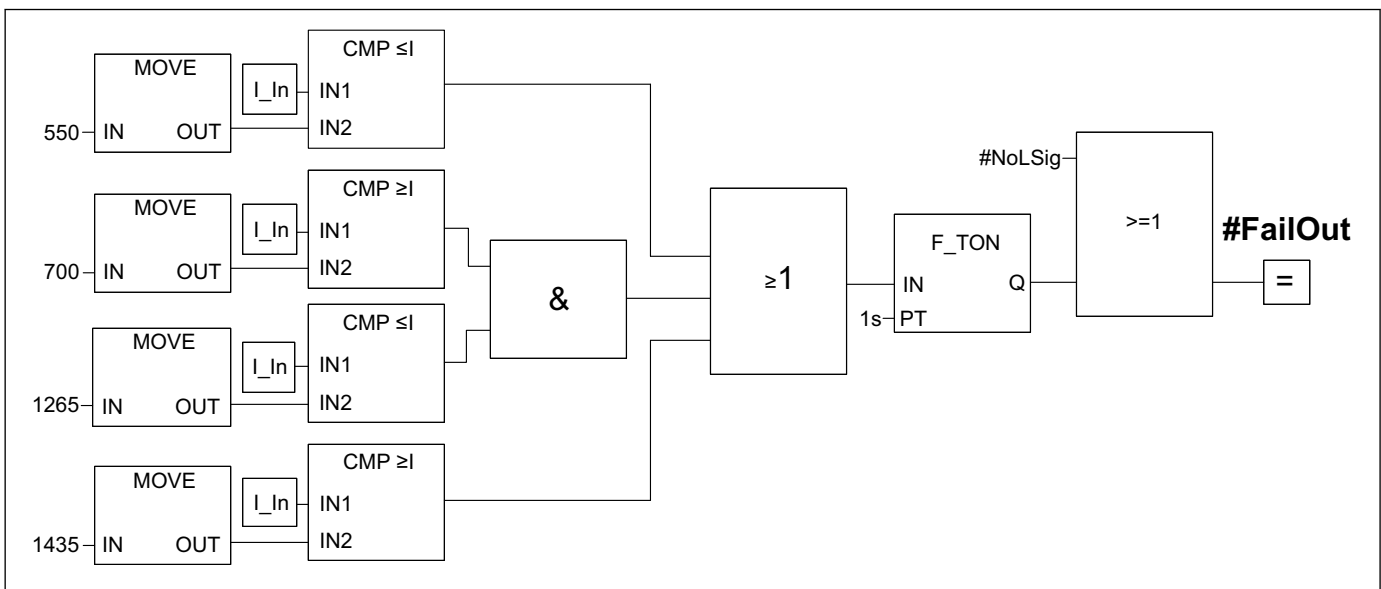 CMP ≤I
MOVE
I_In
IN1
IN2
550
IN
OUT
CMP ≥I
MOVE
I_In
IN1
IN2
700
IN
OUT
CMP ≤I
MOVE
I_In
IN1
IN2
1265
IN
OUT
CMP ≥I
MOVE
I_In
IN1
IN2
1435
IN
OUT
&
≥1
F_TON
IN
Q
1s
PT
#NoLSig
>=1
#FailOut
=